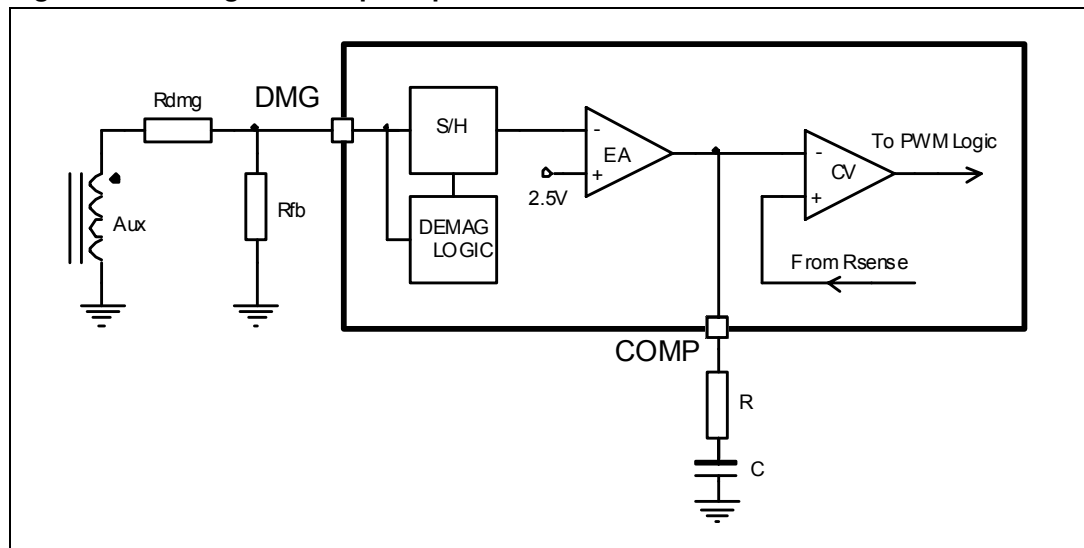 DMG
Rdmg
S/H
-
EA
+
2.5V
-
CV
+
To PWM Logic
Aux
Rfb
DEMAG
LOGIC
From Rsense
COMP
R
C